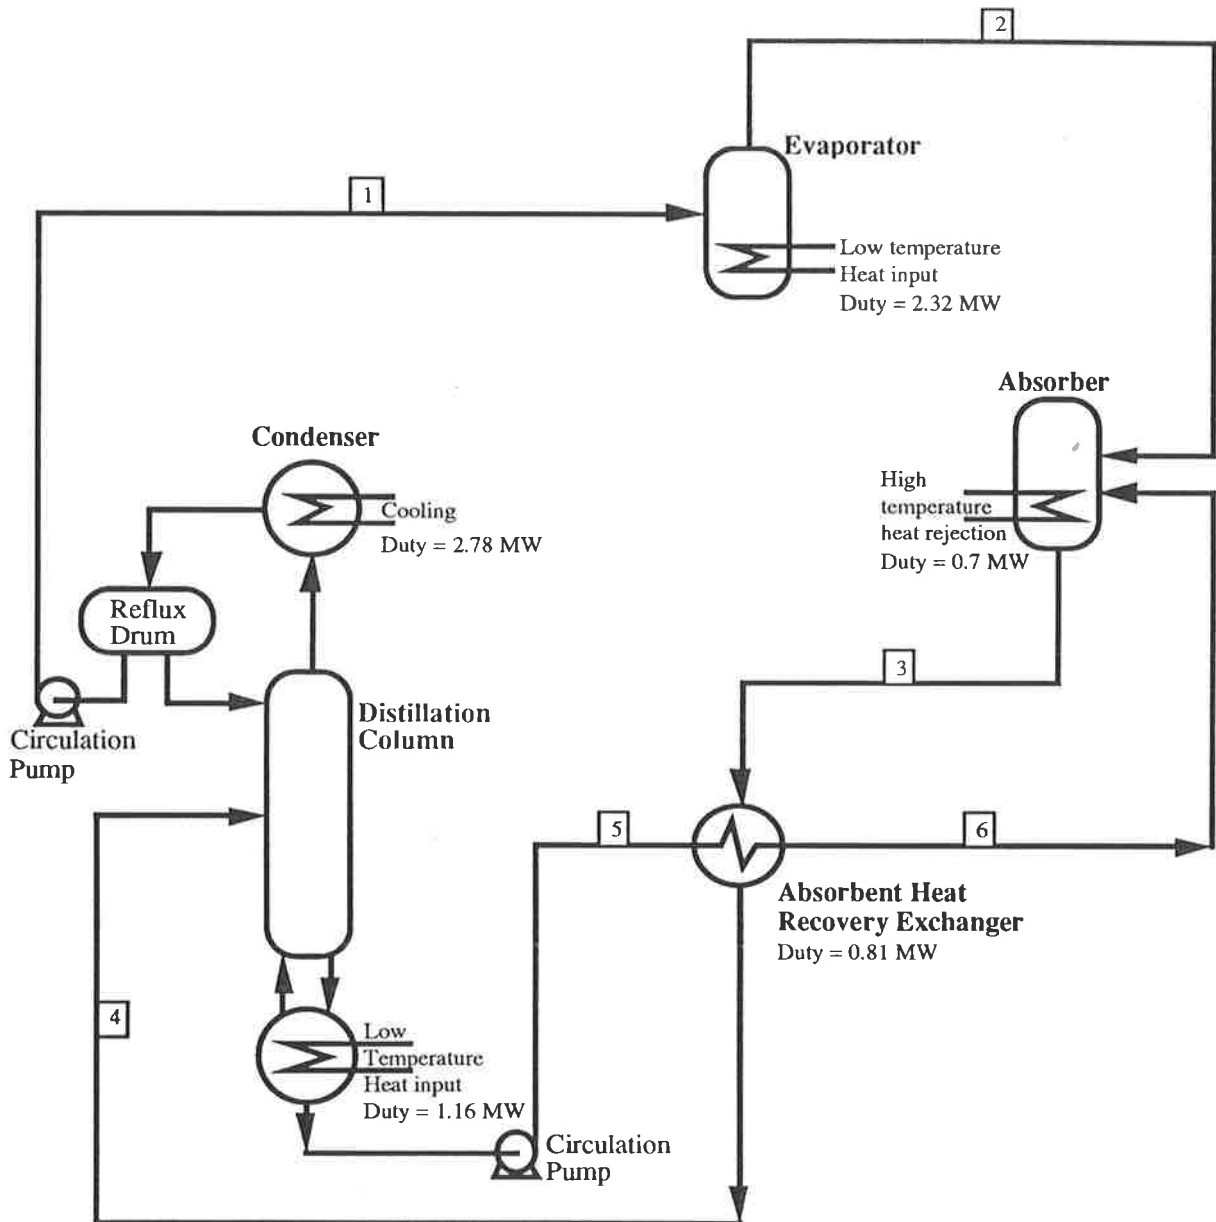 2
Evaporator
1
Low temperature
Heat input
Duty = 2.32 MW
Absorber
Condenser
High
temperature
heat rejection
Duty = 0.7 MW
Cooling
Duty = 2.78 MW
Reflux
Drum
3
Distillation
Column
Circulation
Pump
5
6
Absorbent Heat
Recovery Exchanger
Duty = 0.81 MW
4
Low
Temperature
Heat input
Duty = 1.16 MW
Circulation
Pump